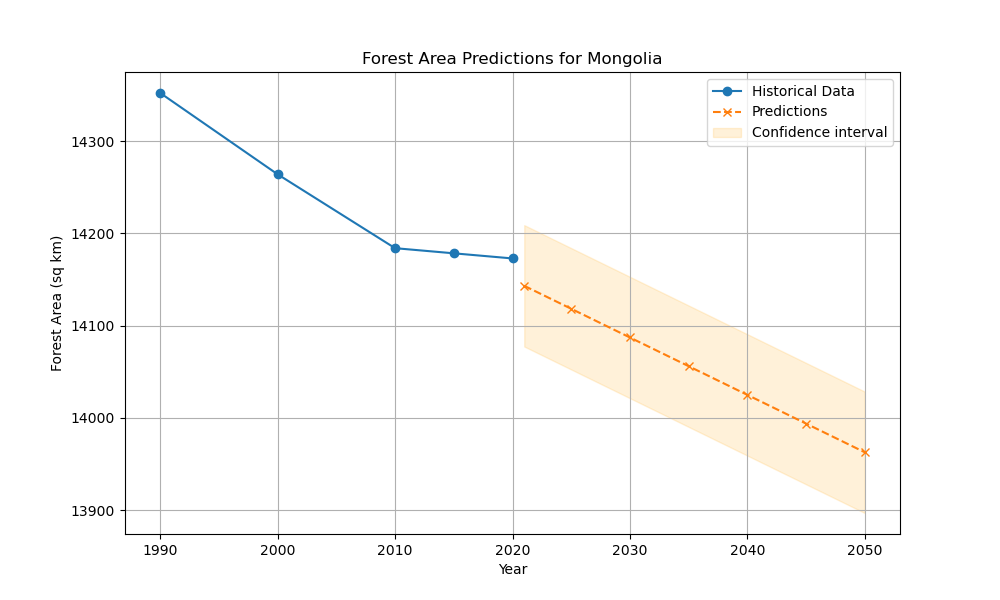 Forest Area Predictions for Mongolia
Historical Data
Predictions
Confidence interval
Forest Area (sq km)
14300
14200
14100
14000
13900
1990 2000 2010 2020 2030 2040 2050
Year